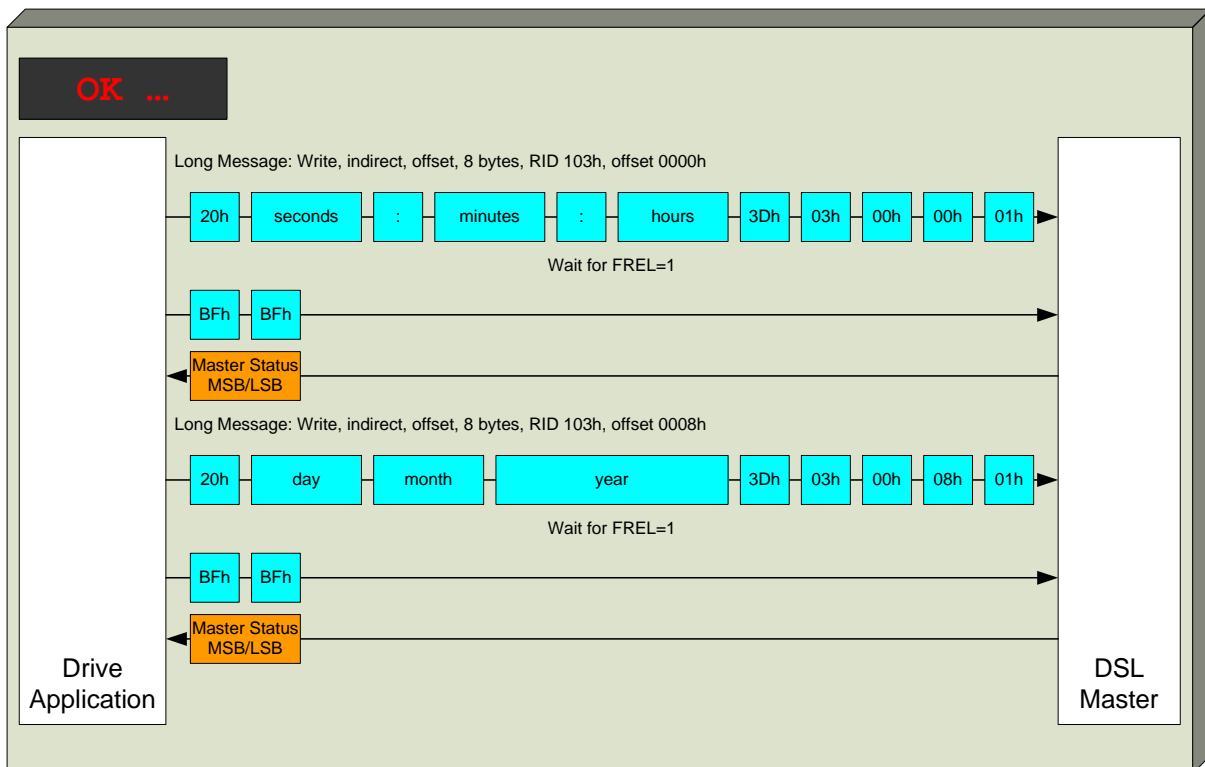 OK ...
Long Message: Write, indirect, offset, 8 bytes, RID 103h, offset 0000h
20h seconds : minutes : hours 3Dh 03h 00h 00h 01h
Wait for FREL=1
BFh BFh
Master Status
MSB/LSB
Long Message: Write, indirect, offset, 8 bytes, RID 103h, offset 0008h
20h day month year 3Dh 03h 00h 08h 01h
Wait for FREL=1
BFh BFh
Master Status
MSB/LSB
Drive
Application
DSL
Master